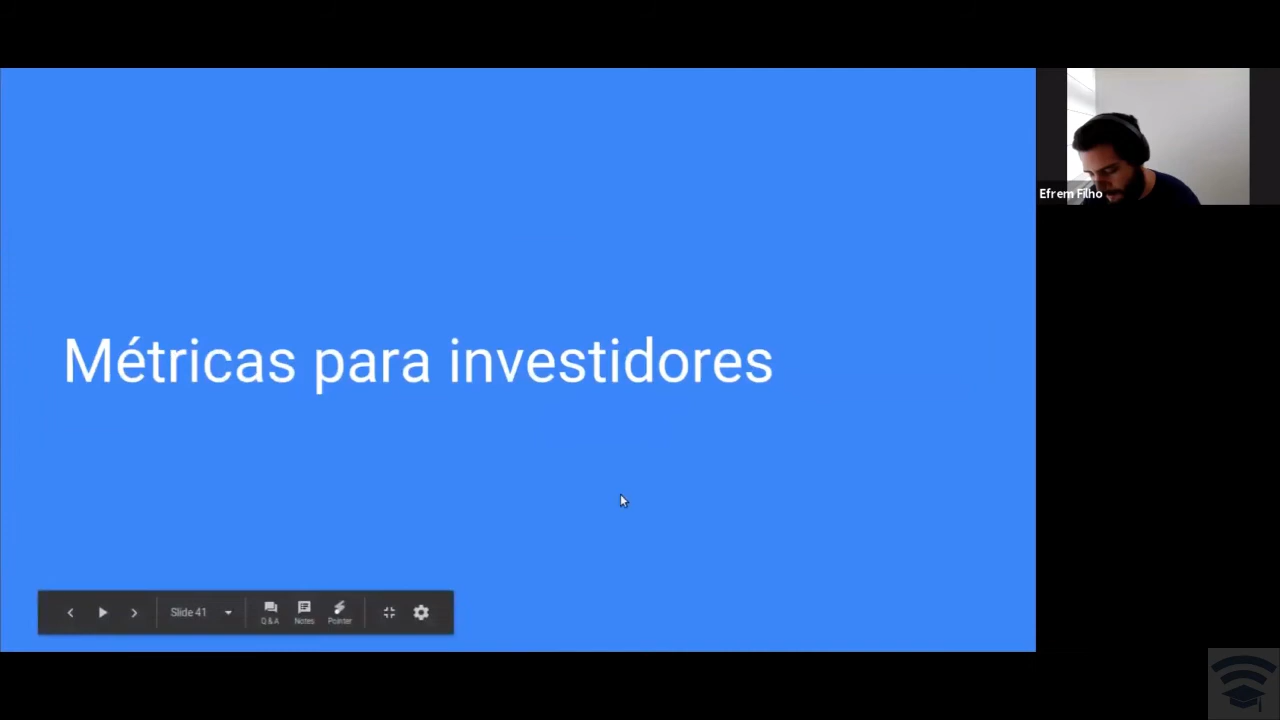 Métricas para investidores
Efrem Filho
Slide 41
Q & A
Notes
Pointer